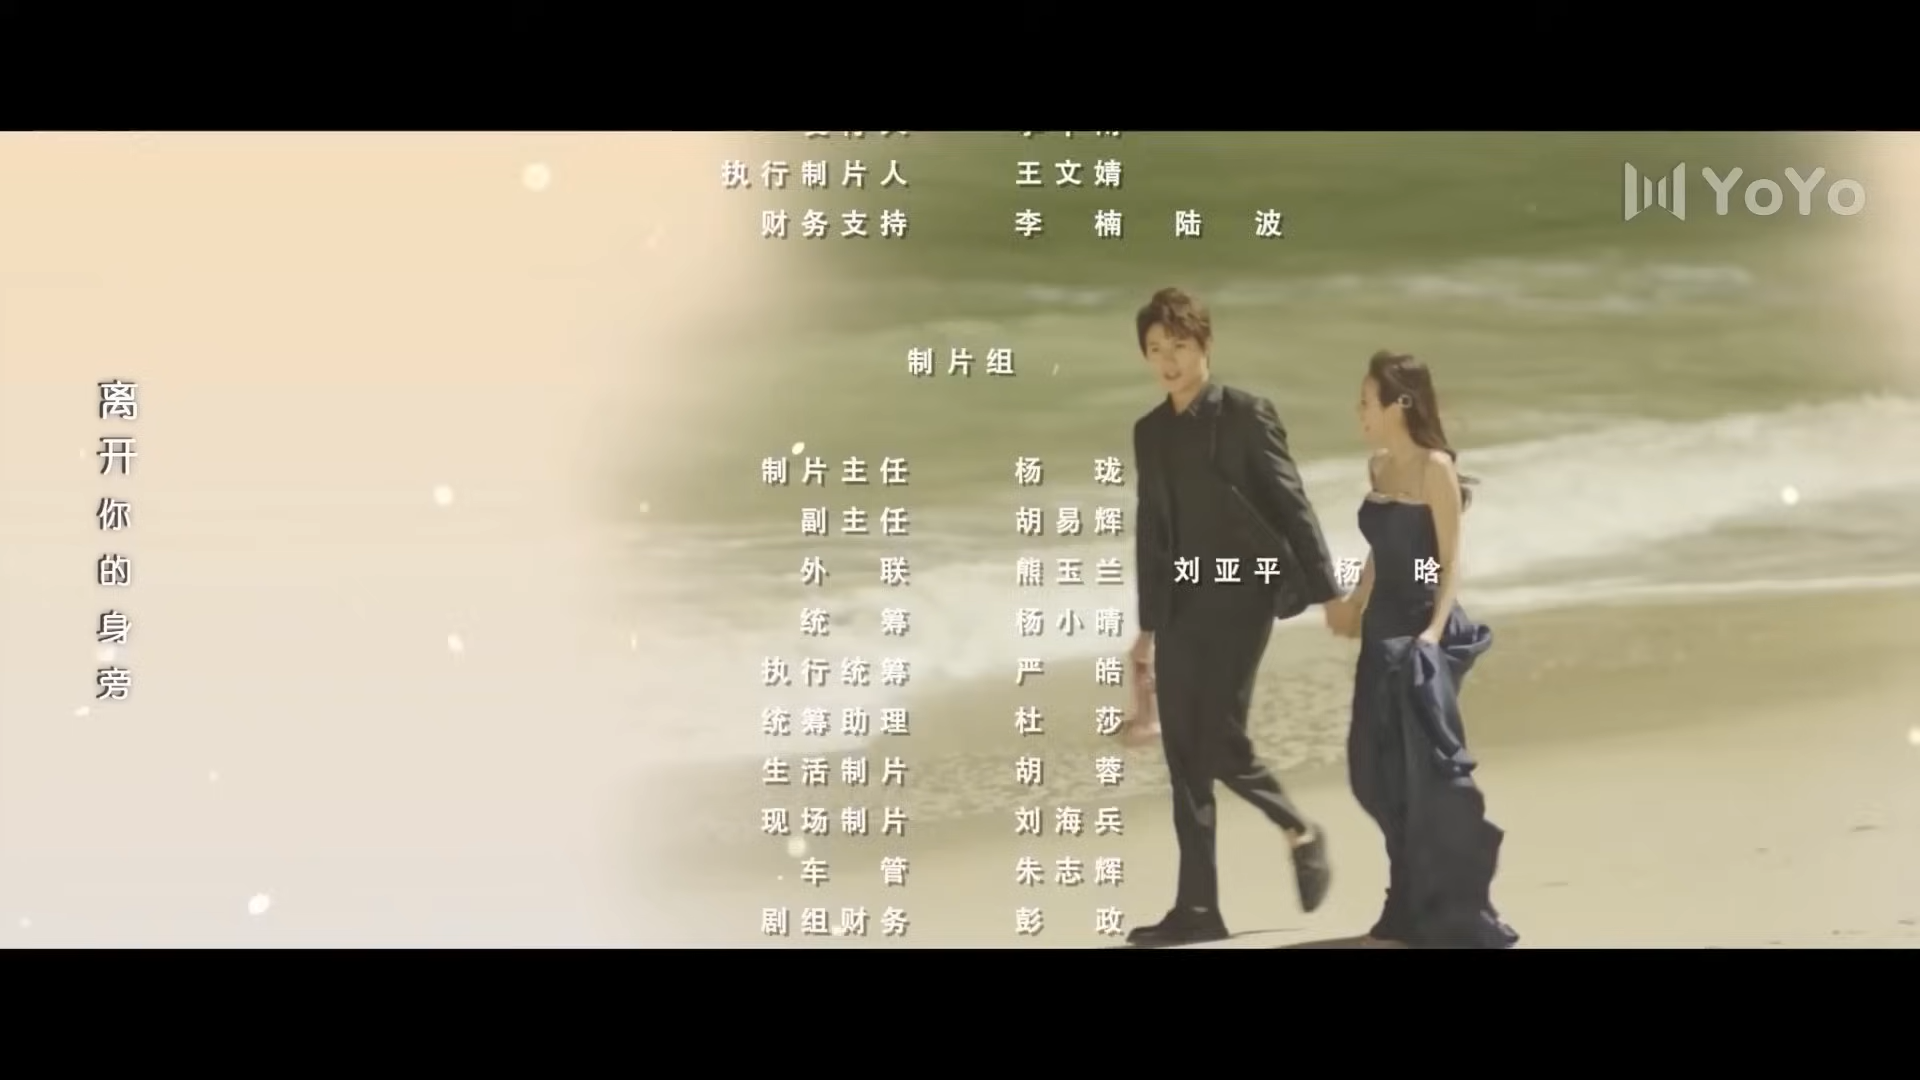 执行制片人 王文婧
财务支持 李楠 陆波
YoYo
制片组
离开你的身旁
制片主任 杨珑
副主任 胡易辉
外联 熊玉兰 刘亚平 杨晗
统筹 杨小晴
执行统筹 严皓
统筹助理 杜莎
生活制片 胡蓉
现场制片 刘海兵
车管 朱志辉
剧组财务 彭政